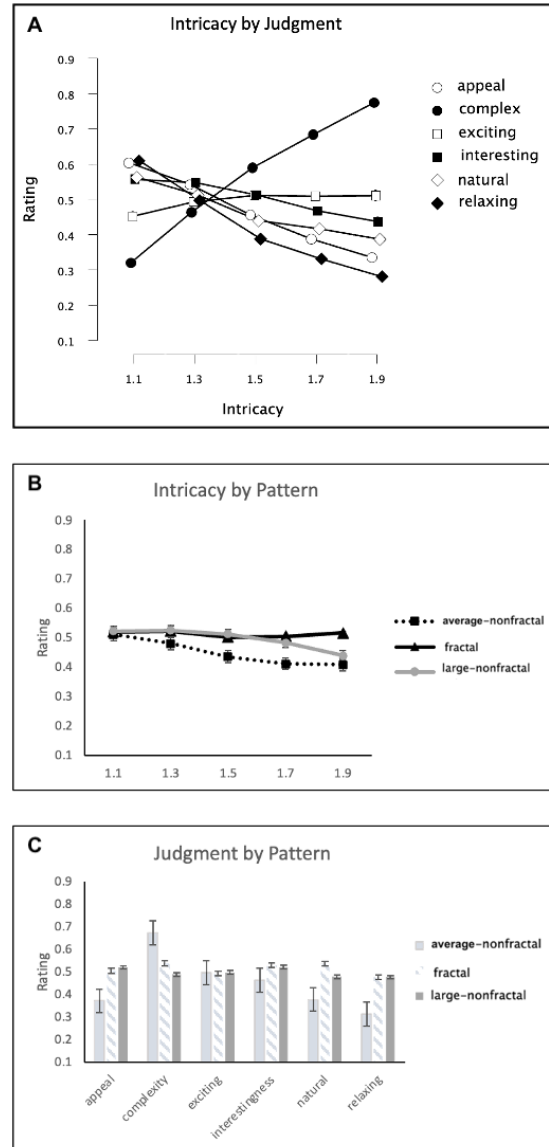 A
Intricacy by Judgment
0.9
0.8
0.7
0.6
0.5
0.4
0.3
0.2
0.1
Rating
1.1 1.3 1.5 1.7 1.9
Intricacy
appeal
complex
exciting
interesting
natural
relaxing
B
Intricacy by Pattern
0.9
0.8
0.7
0.6
0.5
0.4
0.3
0.2
0.1
Rating
1.1 1.3 1.5 1.7 1.9
average-nonfractal
fractal
large-nonfractal
C
Judgment by Pattern
0.9
0.8
0.7
0.6
0.5
0.4
0.3
0.2
0.1
Rating
appeal complexity exciting interestingness natural relaxing
average-nonfractal
fractal
large-nonfractal